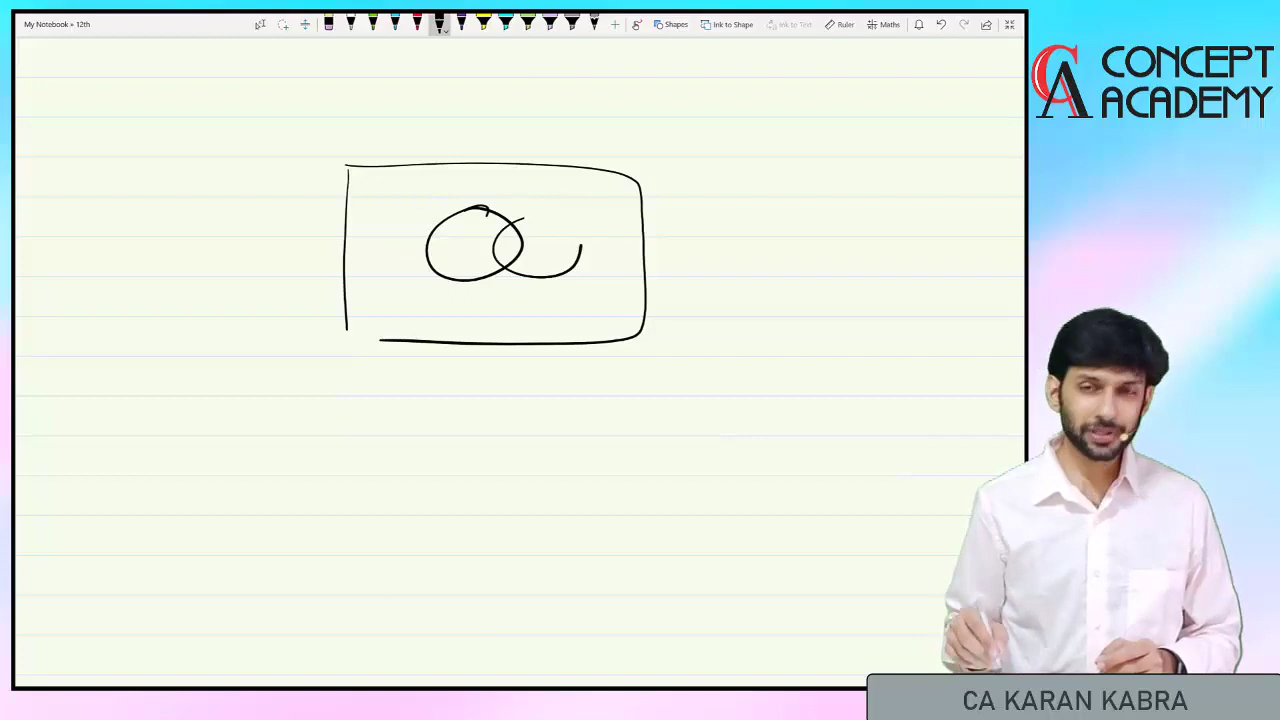 My Notebook » 12th
Shapes
Ink to Shape
Ink to Text
Ruler
Maths
CONCEPT
ACADEMY
CA KARAN KABRA